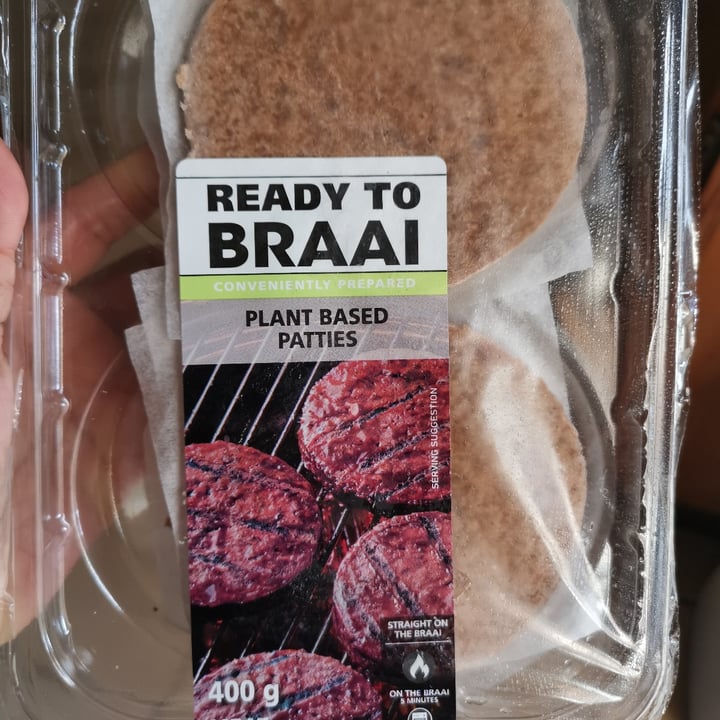 READY TO
BRAAI
CONVENIENTLY PREPARED
PLANT BASED
PATTIES
SERVING SUGGESTION
STRAIGHT ON
THE BRAAI
400 g
ON THE BRAAI
5 MINUTES